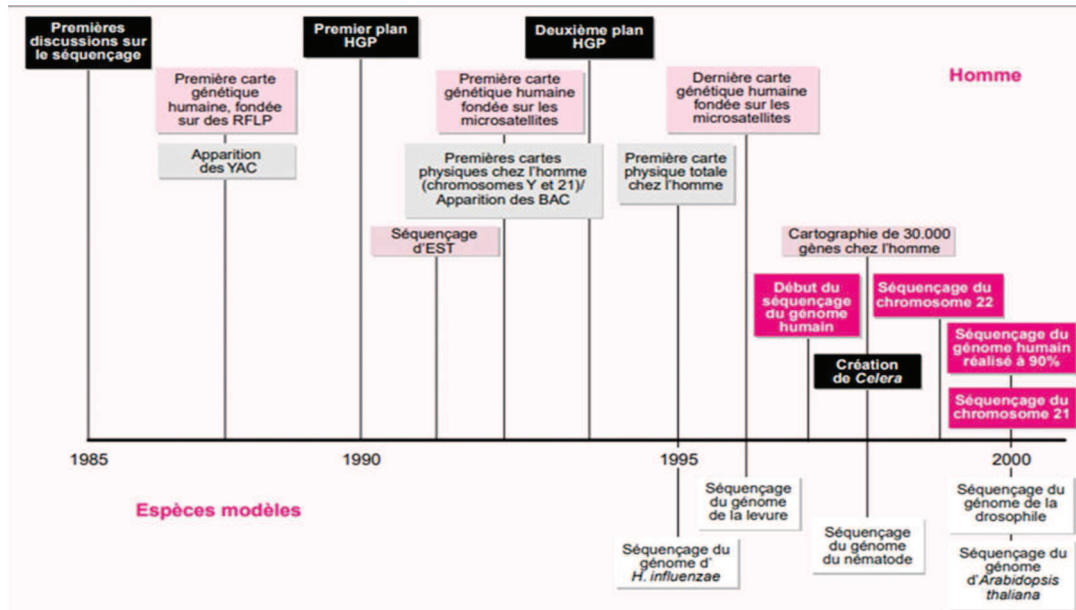 Premières
discussions sur
le séquençage
Premier plan
HGP
Deuxième plan
HGP
Homme
Première carte
génétique
humaine, fondée
sur des RFLP
Première carte
génétique humaine
fondée sur les
microsatellites
Dernière carte
génétique humaine
fondée sur les
microsatellites
Apparition
des YAC
Premières cartes
physiques chez l'homme
(chromosomes Y et 21)/
Apparition des BAC
Première carte
physique totale
chez l'homme
Séquençage
d'EST
Cartographie de 30.000
gènes chez l'homme
Début du
séquençage
du génome
humain
Séquençage du
chromosome 22
Séquençage du
génome humain
réalisé à 90%
Création
de Celera
Séquençage du
chromosome 21
1985
1990
1995
2000
Espèces modèles
Séquençage du
génome d'
H. influenzae
Séquençage
du génome
de la levure
Séquençage
du génome
du nématode
Séquençage du
génome de la
drosophile
Séquençage du
génome
d'Arabidopsis
thaliana